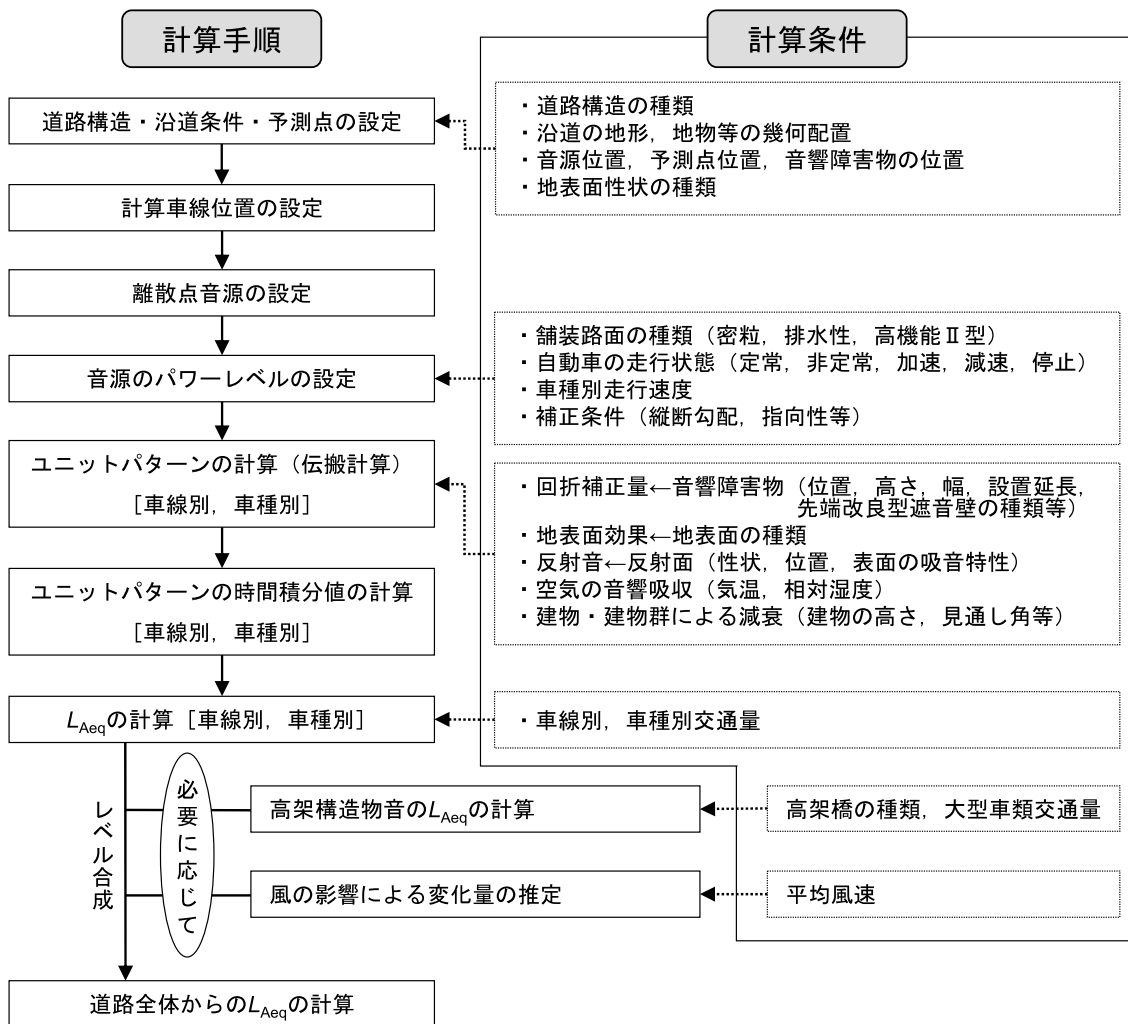 計算手順
計算条件
道路構造・沿道条件・予測点の設定
・道路構造の種類
・沿道の地形，地物等の幾何配置
・音源位置，予測点位置，音響障害物の位置
・地表面性状の種類
計算車線位置の設定
離散点音源の設定
音源のパワーレベルの設定
・舗装路面の種類（密粒，排水性，高機能Ⅱ型）
・自動車の走行状態（定常，非定常，加速，減速，停止）
・車種別走行速度
・補正条件（縦断勾配，指向性等）
ユニットパターンの計算（伝搬計算）
［車線別，車種別］
・回折補正量←音響障害物（位置，高さ，幅，設置延長，
先端改良型遮音壁の種類等）
・地表面効果←地表面の種類
・反射音←反射面（性状，位置，表面の吸音特性）
・空気の音響吸収（気温，相対湿度）
・建物・建物群による減衰（建物の高さ，見通し角等）
ユニットパターンの時間積分値の計算
［車線別，車種別］
LAeqの計算［車線別，車種別］
・車線別，車種別交通量
レベル合成
必要に応じて
高架構造物音のLAeqの計算
高架橋の種類，大型車類交通量
風の影響による変化量の推定
平均風速
道路全体からのLAeqの計算